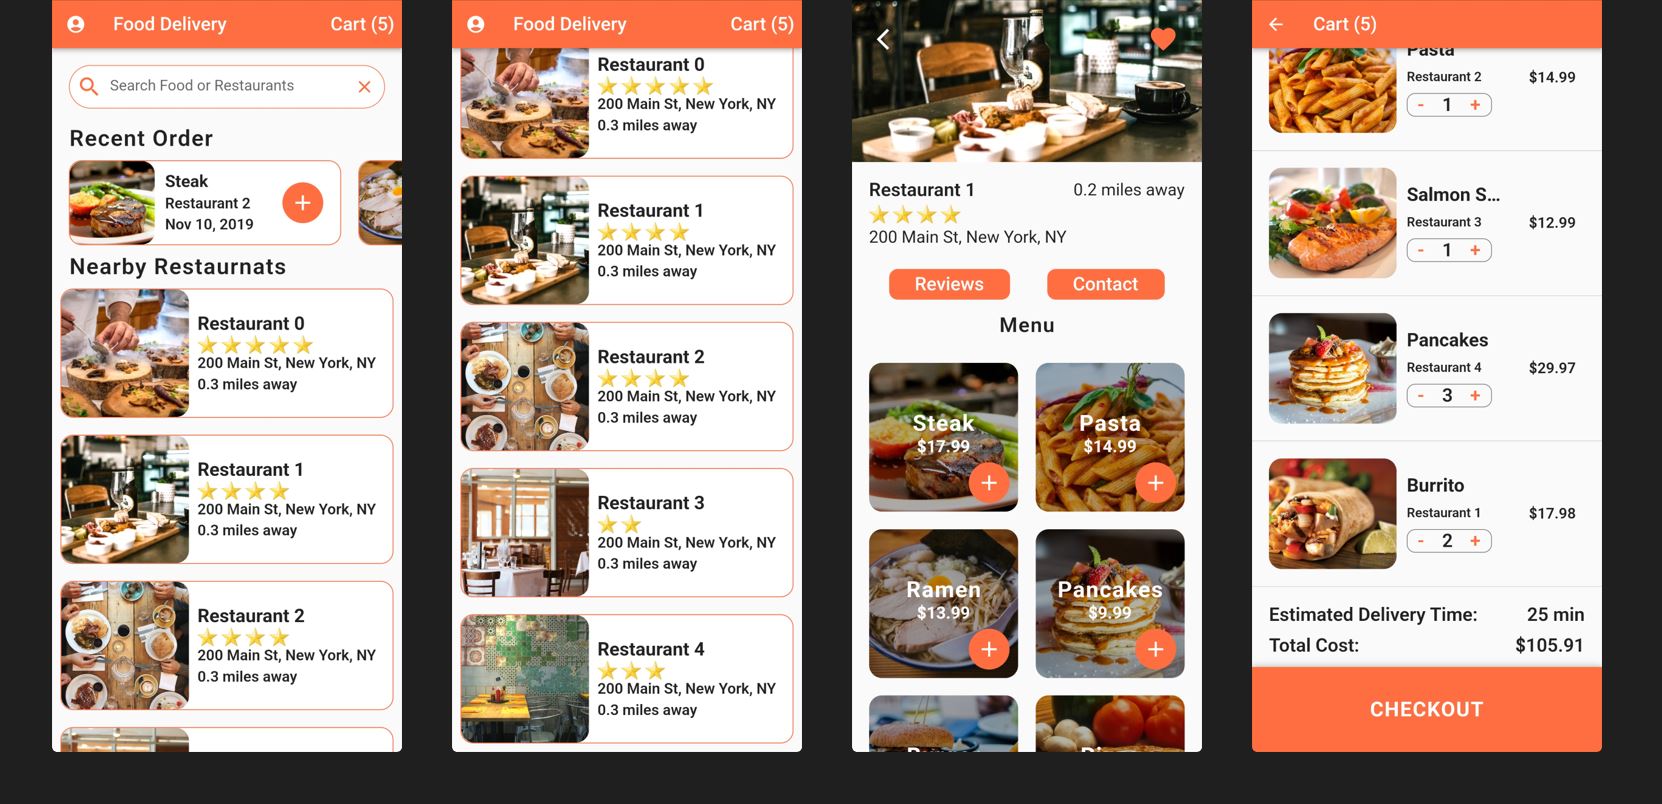 Food Delivery
Cart (5)
Search Food or Restaurants
Recent Order
Steak
Restaurant 2
Nov 10, 2019
+
Nearby Restaurnats
Restaurant 0
200 Main St, New York, NY
0.3 miles away
Restaurant 1
200 Main St, New York, NY
0.3 miles away
Restaurant 2
200 Main St, New York, NY
0.3 miles away
Food Delivery
Cart (5)
Restaurant 0
200 Main St, New York, NY
0.3 miles away
Restaurant 1
200 Main St, New York, NY
0.3 miles away
Restaurant 2
200 Main St, New York, NY
0.3 miles away
Restaurant 3
200 Main St, New York, NY
0.3 miles away
Restaurant 4
200 Main St, New York, NY
0.3 miles away
Restaurant 1
0.2 miles away
200 Main St, New York, NY
Reviews
Contact
Menu
Steak
$17.99
+
Pasta
$14.99
+
Ramen
$13.99
+
Pancakes
$9.99
+
Cart (5)
Pasta
Restaurant 2
$14.99
- 1 +
Salmon S...
Restaurant 3
$12.99
- 1 +
Pancakes
Restaurant 4
$29.97
- 3 +
Burrito
Restaurant 1
$17.98
- 2 +
Estimated Delivery Time: 25 min
Total Cost: $105.91
CHECKOUT